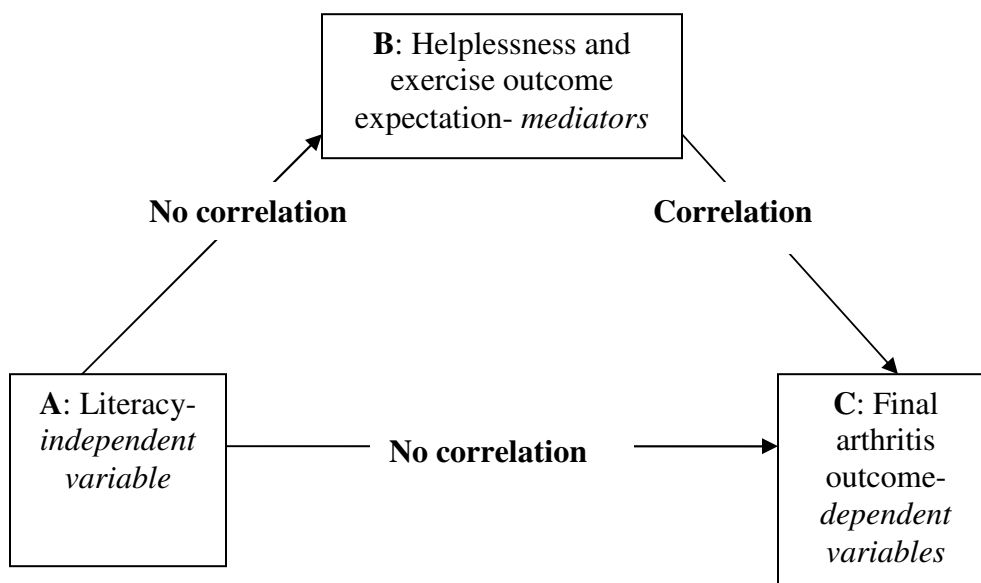 B: Helplessness and
exercise outcome
expectation- mediators
No correlation
Correlation
A: Literacy-
independent
variable
No correlation
C: Final
arthritis
outcome-
dependent
variables